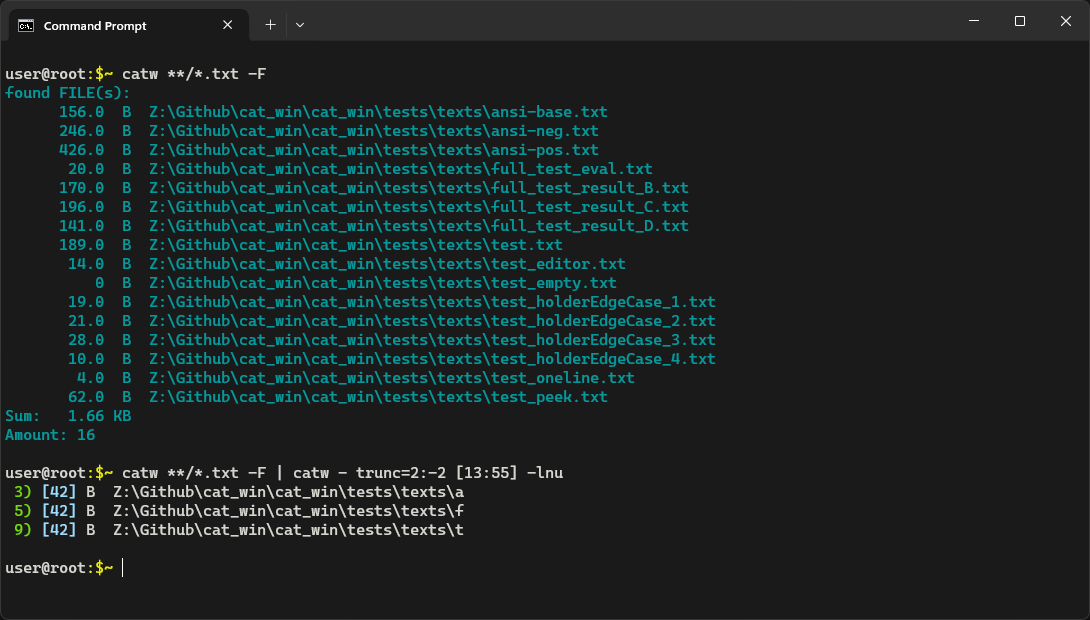 Command Prompt
user@root:$~ catw **/*.txt -F
found FILE(s):
156.0 B Z:\Github\cat_win\cat_win\tests\texts\ansi-base.txt
246.0 B Z:\Github\cat_win\cat_win\tests\texts\ansi-neg.txt
426.0 B Z:\Github\cat_win\cat_win\tests\texts\ansi-pos.txt
20.0 B Z:\Github\cat_win\cat_win\tests\texts\full_test_eval.txt
170.0 B Z:\Github\cat_win\cat_win\tests\texts\full_test_result_B.txt
196.0 B Z:\Github\cat_win\cat_win\tests\texts\full_test_result_C.txt
141.0 B Z:\Github\cat_win\cat_win\tests\texts\full_test_result_D.txt
189.0 B Z:\Github\cat_win\cat_win\tests\texts\test.txt
14.0 B Z:\Github\cat_win\cat_win\tests\texts\test_editor.txt
0 B Z:\Github\cat_win\cat_win\tests\texts\test_empty.txt
19.0 B Z:\Github\cat_win\cat_win\tests\texts\test_holderEdgeCase_1.txt
21.0 B Z:\Github\cat_win\cat_win\tests\texts\test_holderEdgeCase_2.txt
28.0 B Z:\Github\cat_win\cat_win\tests\texts\test_holderEdgeCase_3.txt
10.0 B Z:\Github\cat_win\cat_win\tests\texts\test_holderEdgeCase_4.txt
4.0 B Z:\Github\cat_win\cat_win\tests\texts\test_oneline.txt
62.0 B Z:\Github\cat_win\cat_win\tests\texts\test_peek.txt
Sum: 1.66 KB
Amount: 16
user@root:$~ catw **/*.txt -F | catw - trunc=2:-2 [13:55] -lnu
3) [42] B Z:\Github\cat_win\cat_win\tests\texts\a
5) [42] B Z:\Github\cat_win\cat_win\tests\texts\f
9) [42] B Z:\Github\cat_win\cat_win\tests\texts\t
user@root:$~